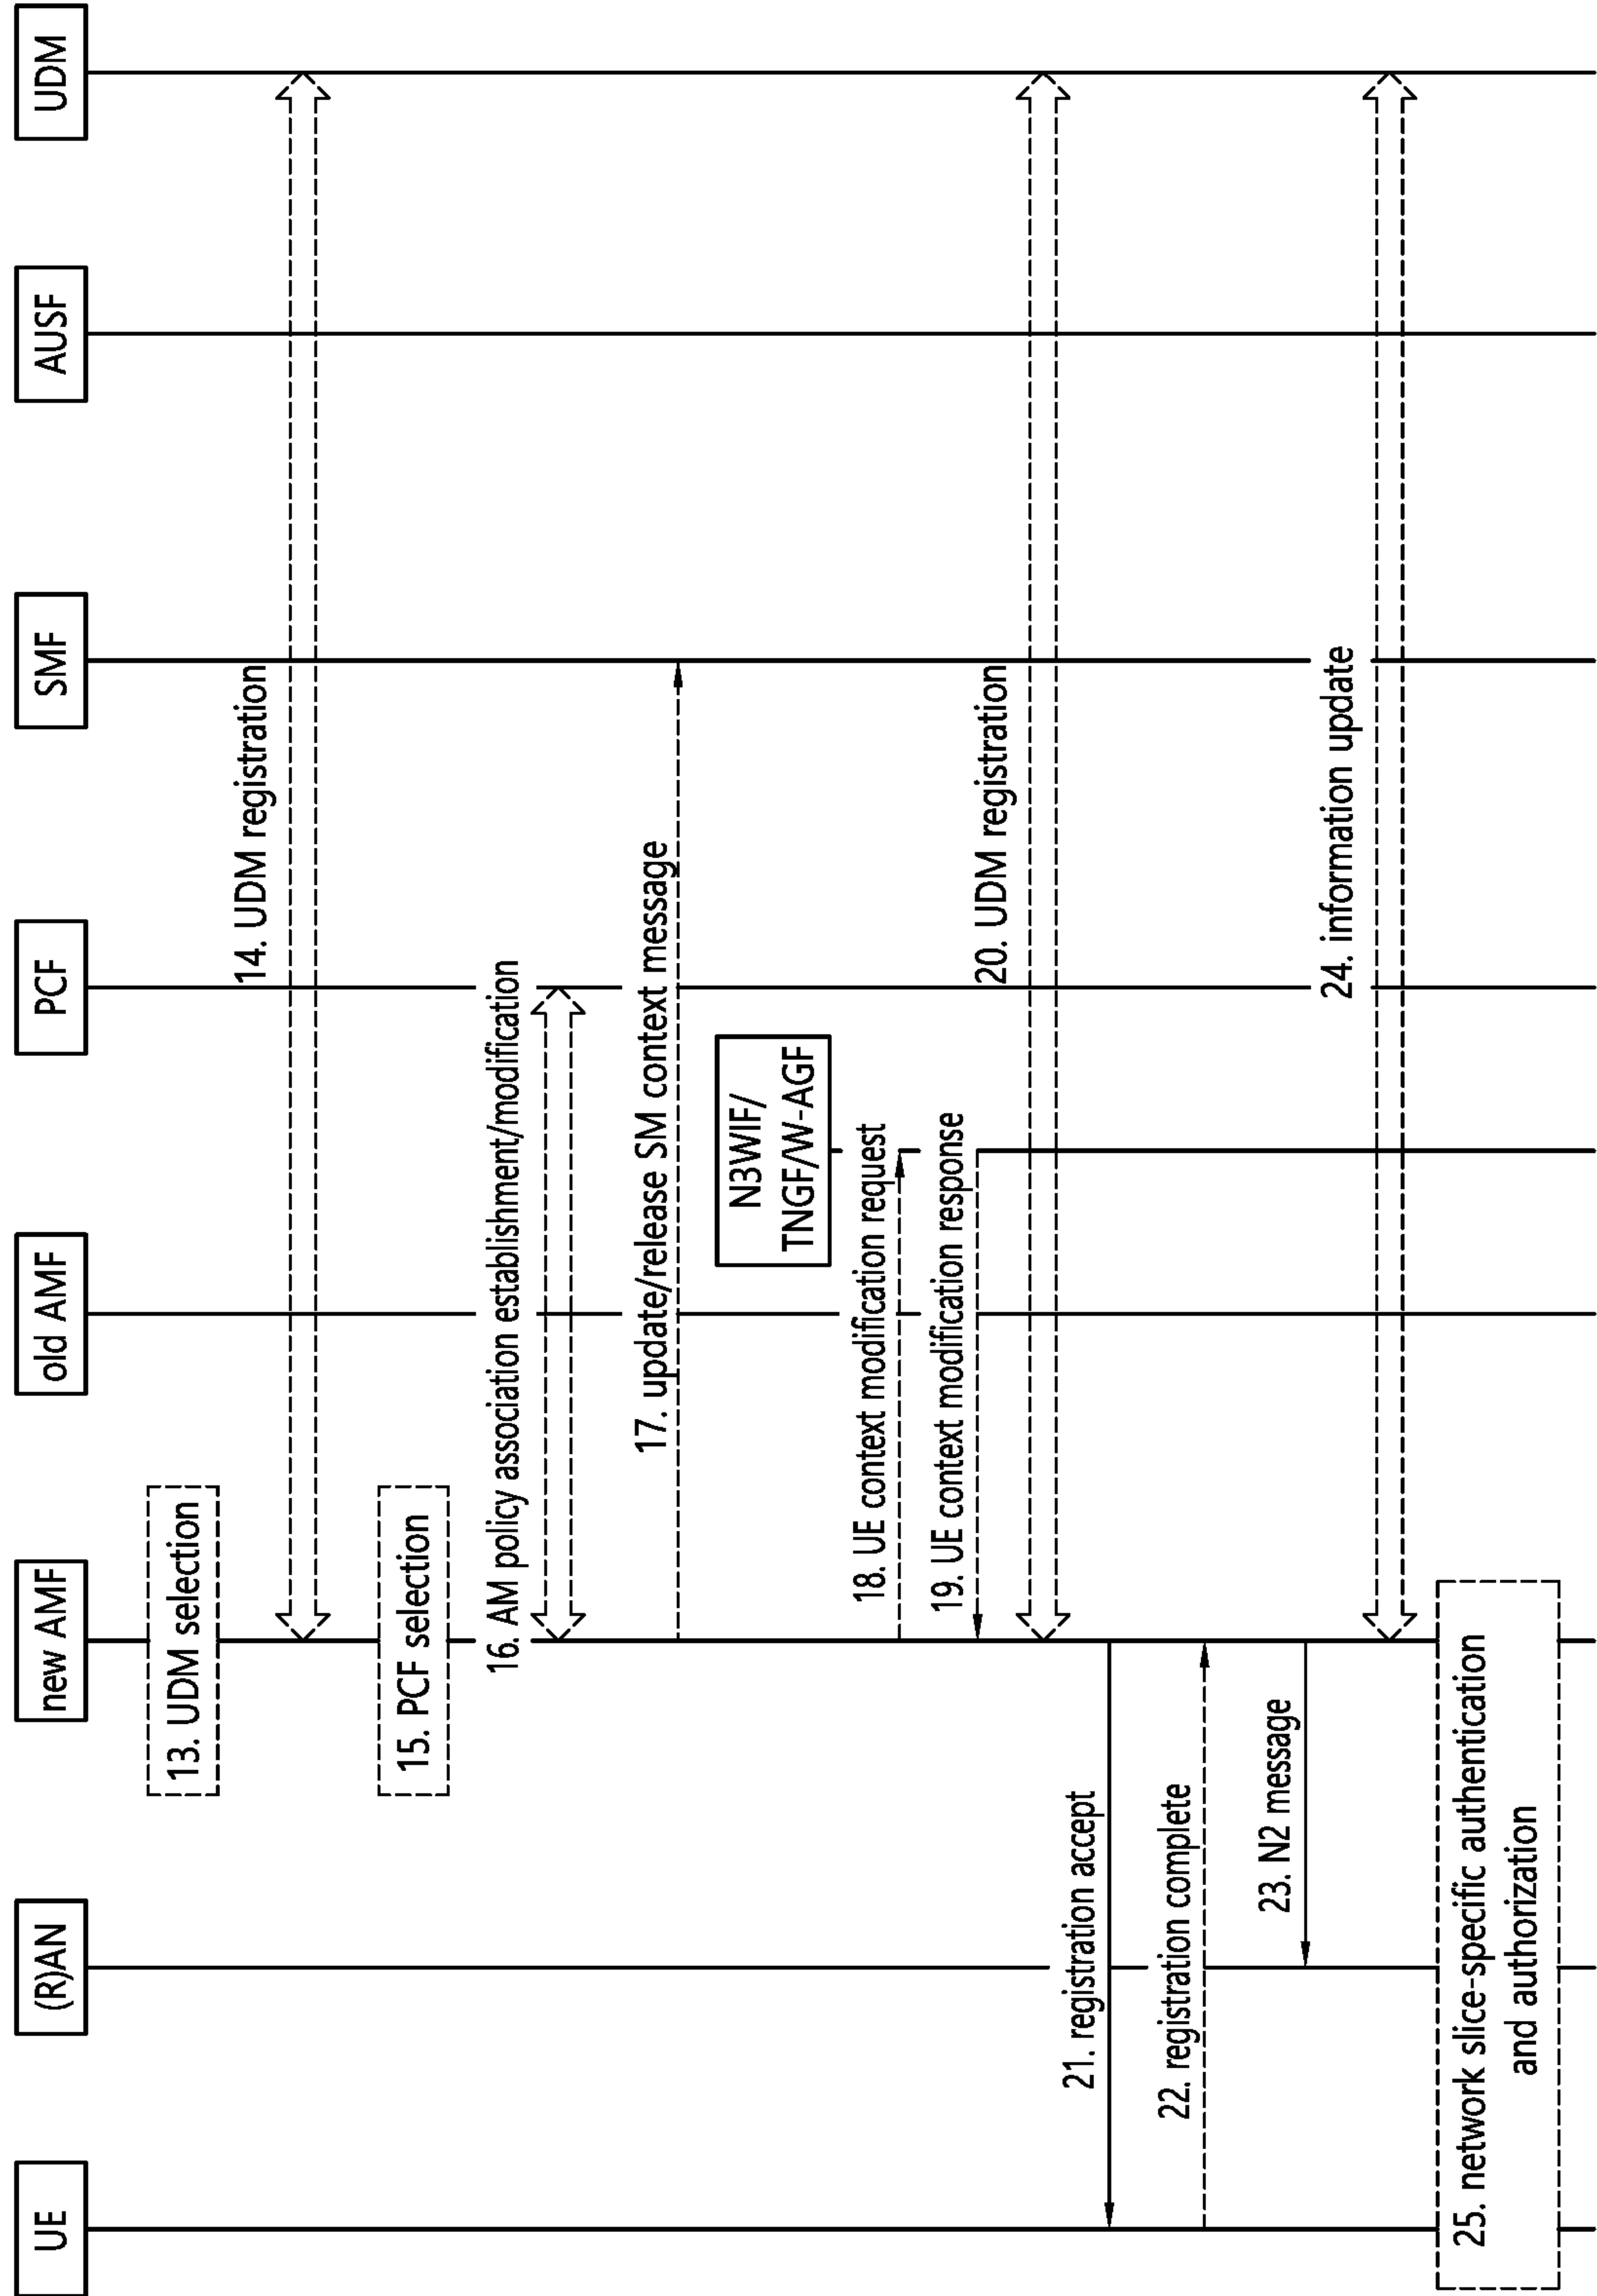 UE
(R)AN
new AMF
old AMF
PCF
SMF
AUSF
UDM
13. UDM selection
14. UDM registration
15. PCF selection
16. AM policy association establishment/modification
17. update/release SM context message
N3WIF/
TNGF/W-AGF
18. UE context modification request
19. UE context modification response
20. UDM registration
21. registration accept
22. registration complete
23. N2 message
24. information update
25. network slice-specific authentication
and authorization